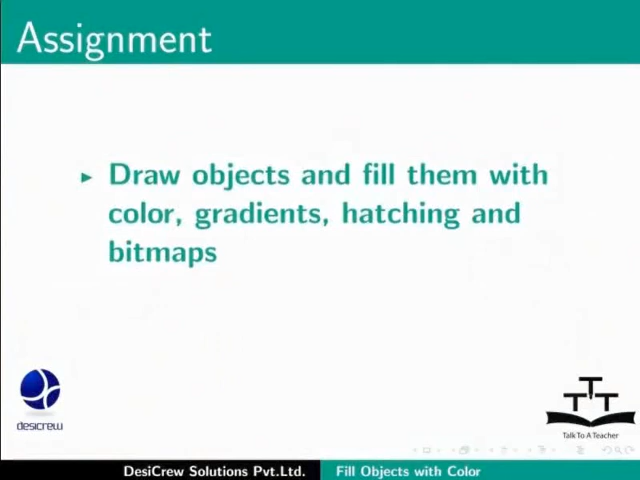 Assignment
Draw objects and fill them with
color, gradients, hatching and
bitmaps
desicrew
TTT
Talk To A Teacher
DesiCrew Solutions Pvt.Ltd. Fill Objects with Color